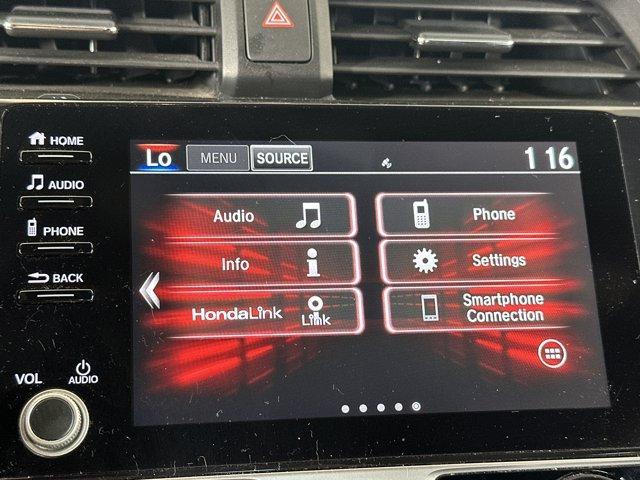 HOME
AUDIO
PHONE
BACK
VOL
AUDIO
Lo
MENU
SOURCE
1 16
Audio
Phone
Info
Settings
HondaLink
Link
Smartphone
Connection